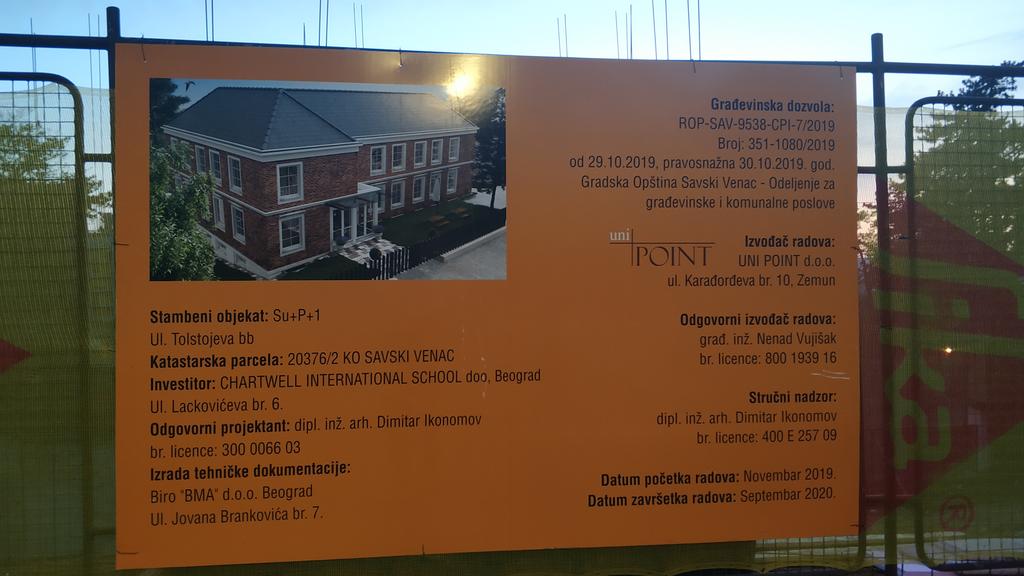 Stambeni objekat: Su+P+1
Ul. Tolstojeva bb
Katastarska parcela: 20376/2 KO SAVSKI VENAC
Investitor: CHARTWELL INTERNATIONAL SCHOOL doo, Beograd
Ul. Lackovićeva br. 6.
Odgovorni projektant: dipl. inž. arh. Dimitar Ikonomov
br. licence: 300 0066 03
Izrada tehničke dokumentacije:
Biro "BMA" d.o.o. Beograd
Ul. Jovana Brankovića br. 7.
Građevinska dozvola:
ROP-SAV-9538-CPI-7/2019
Broj: 351-1080/2019
od 29.10.2019, pravosnažna 30.10.2019. god.
Gradska Opština Savski Venac - Odeljenje za
građevinske i komunalne poslove
uni
POINT
Izvođač radova:
UNI POINT d.o.o.
ul. Karađorđeva br. 10, Zemun
Odgovorni izvođač radova:
građ. inž. Nenad Vujišak
br. licence: 800 1939 16
Stručni nadzor:
dipl. inž. arh. Dimitar Ikonomov
br. licence: 400 E 257 09
Datum početka radova: Novembar 2019.
Datum završetka radova: Septembar 2020.